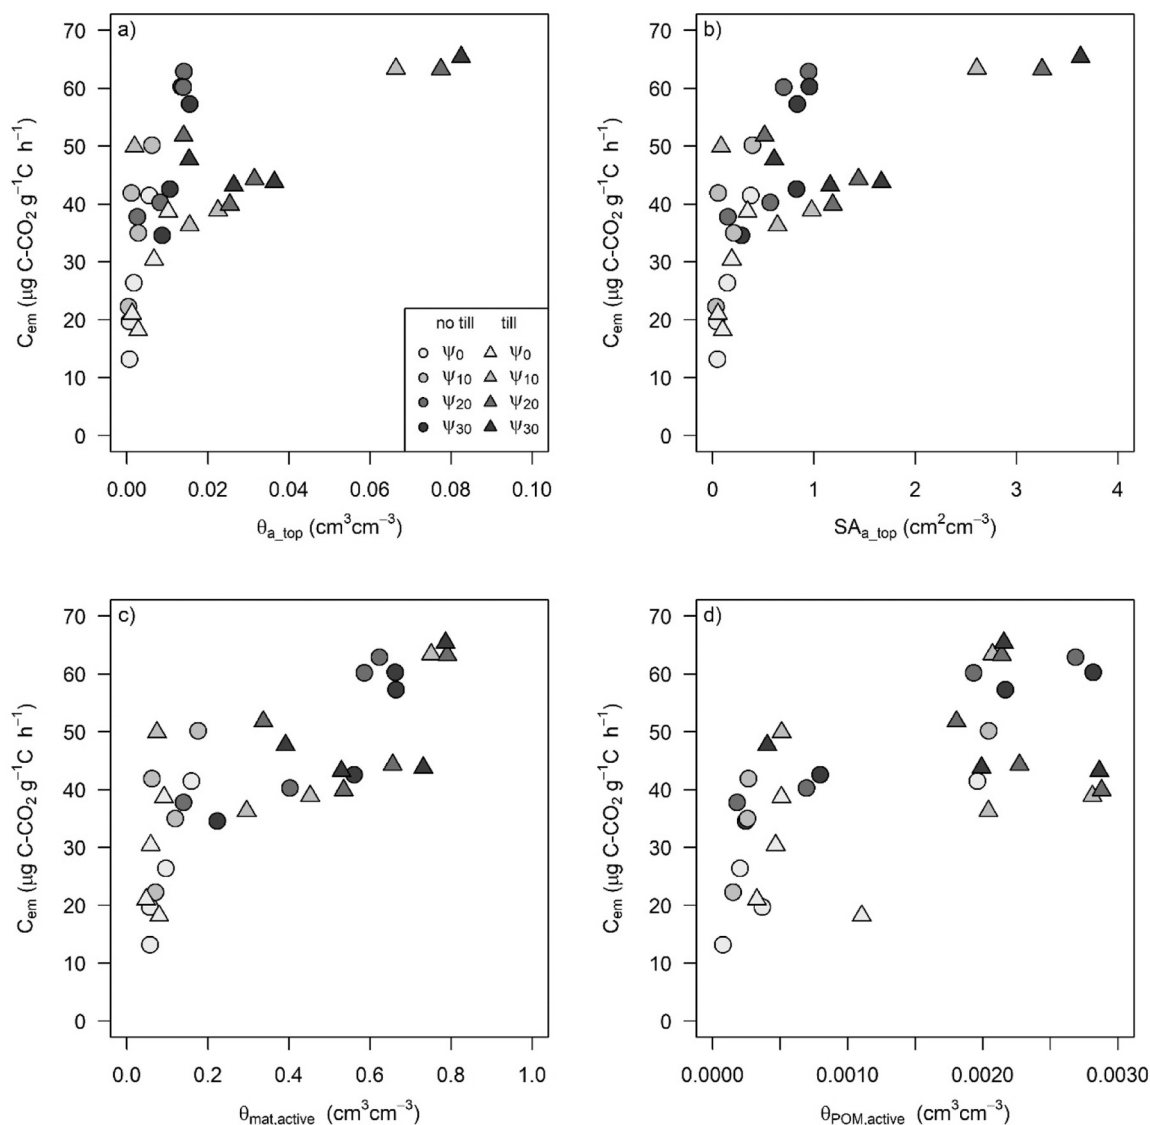 a)
70
60
50
40
30
20
10
0
C_em (μg C-CO₂ g⁻¹C h⁻¹)
no till till
ψ₀ ψ₀
ψ₁₀ ψ₁₀
ψ₂₀ ψ₂₀
ψ₃₀ ψ₃₀
0.00 0.02 0.04 0.06 0.08 0.10
θ_a_top (cm³cm⁻³)
b)
70
60
50
40
30
20
10
0
C_em (μg C-CO₂ g⁻¹C h⁻¹)
0 1 2 3 4
SA_a_top (cm²cm⁻³)
c)
70
60
50
40
30
20
10
0
C_em (μg C-CO₂ g⁻¹C h⁻¹)
0.0 0.2 0.4 0.6 0.8 1.0
θ_mat,active (cm³cm⁻³)
d)
70
60
50
40
30
20
10
0
C_em (μg C-CO₂ g⁻¹C h⁻¹)
0.0000 0.0010 0.0020 0.0030
θ_POM,active (cm³cm⁻³)